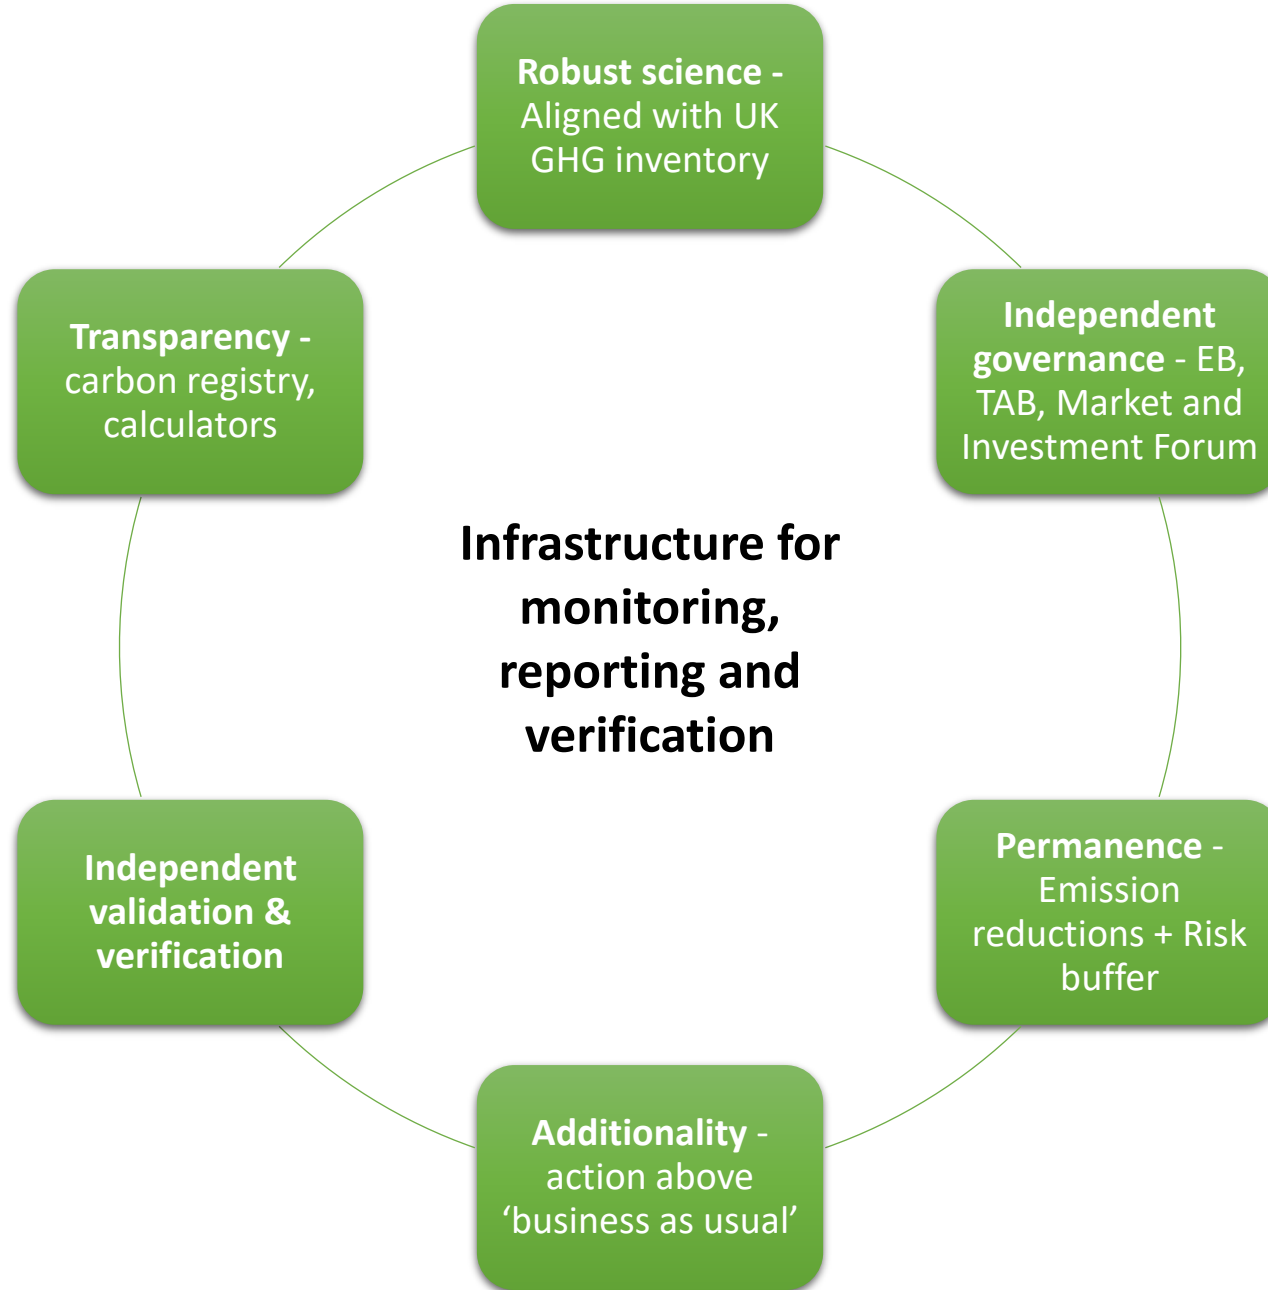 Robust science -
Aligned with UK
GHG inventory
Independent
governance - EB,
TAB, Market and
Investment Forum
Permanence -
Emission
reductions + Risk
buffer
Additionality -
action above
‘business as usual’
Independent
validation &
verification
Transparency -
carbon registry,
calculators
Infrastructure for
monitoring,
reporting and
verification